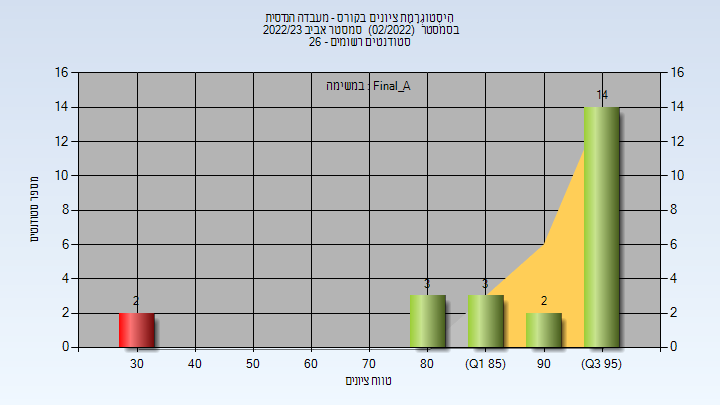 היסטוגרמת ציונים בקורס - מעבדה הנדסית
בסמסטר (02/2022) סמסטר אביב 2022/23
סטודנטים רשומים - 26
במשימה : Final_A
מספר סטודנטים
16 16
14 14
12 12
10 10
8 8
6 6
4 4
2 2
0 0
2 3 3 2 14
30 40 50 60 70 80 (Q1 85) 90 (Q3 95)
טווח ציונים